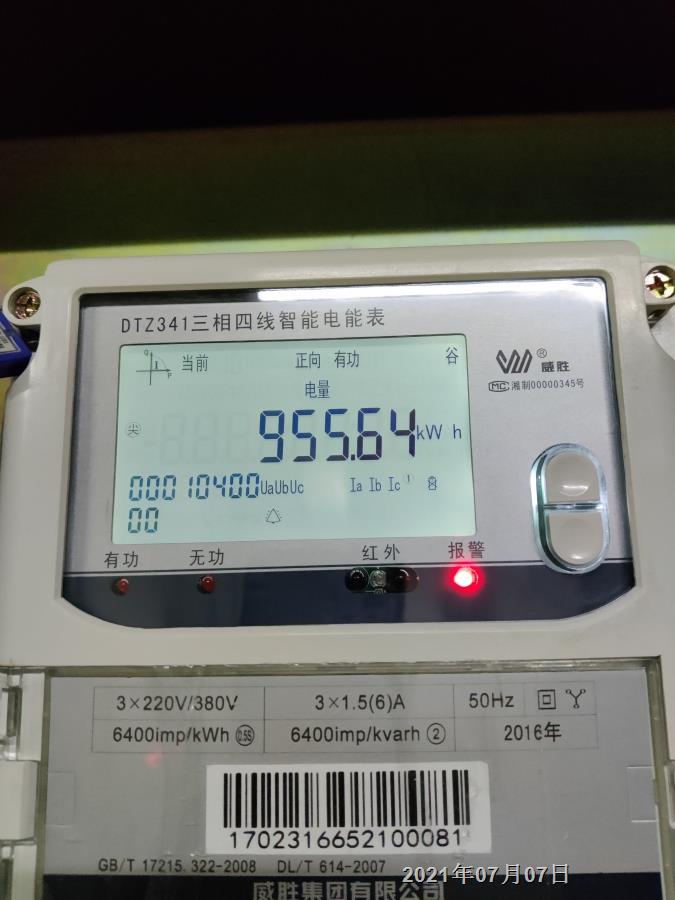 DTZ341三相四线智能电能表
当前 正向 有功 谷
电量
威胜
MC 湘制00000345号
尖
955.64 kW h
00010400 UaUbUc Ia Ib Ic ① 8
00
有功 无功 红外 报警
3×220V/380V 3×1.5(6)A 50Hz
6400imp/kWh 0.5S 6400imp/kvarh ② 2016年
1702316652100081
GB/T 17215.322-2008 DL/T 614-2007
2021年07月07日
威胜集团有限公司